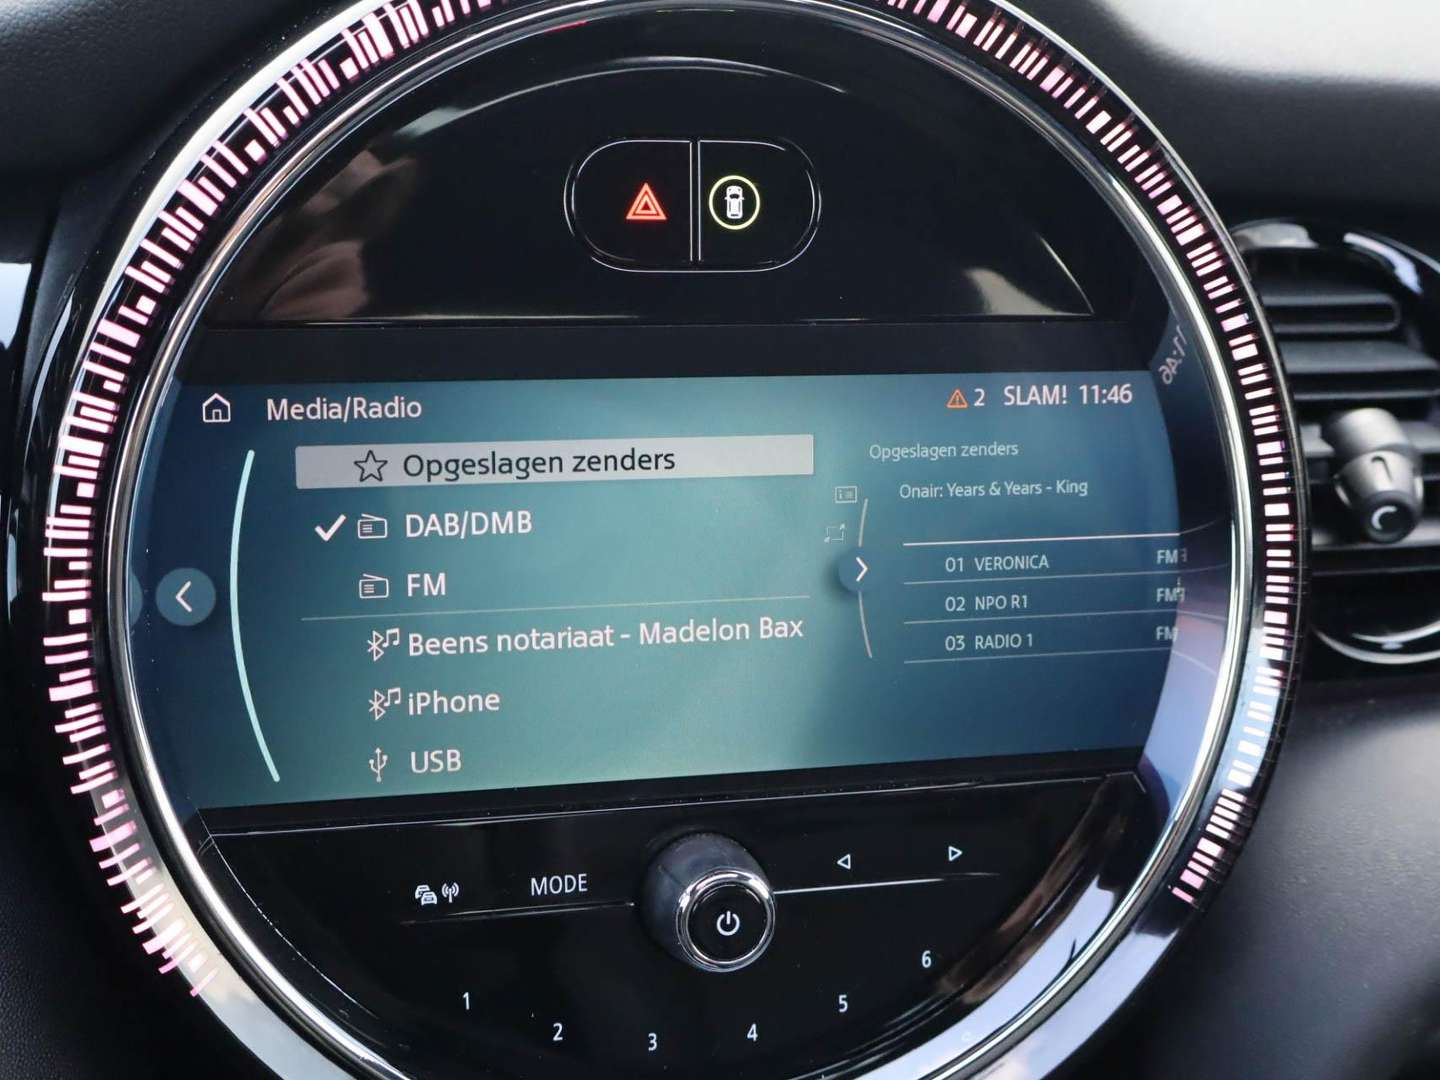 Media/Radio
2 SLAM! 11:46
Opgeslagen zenders
DAB/DMB
FM
Beens notariaat - Madelon Bax
iPhone
USB
Opgeslagen zenders
Onair: Years & Years - King
01 VERONICA FM
02 NPO R1 FM
03 RADIO 1 FM
MODE
1
2
3
4
5
6